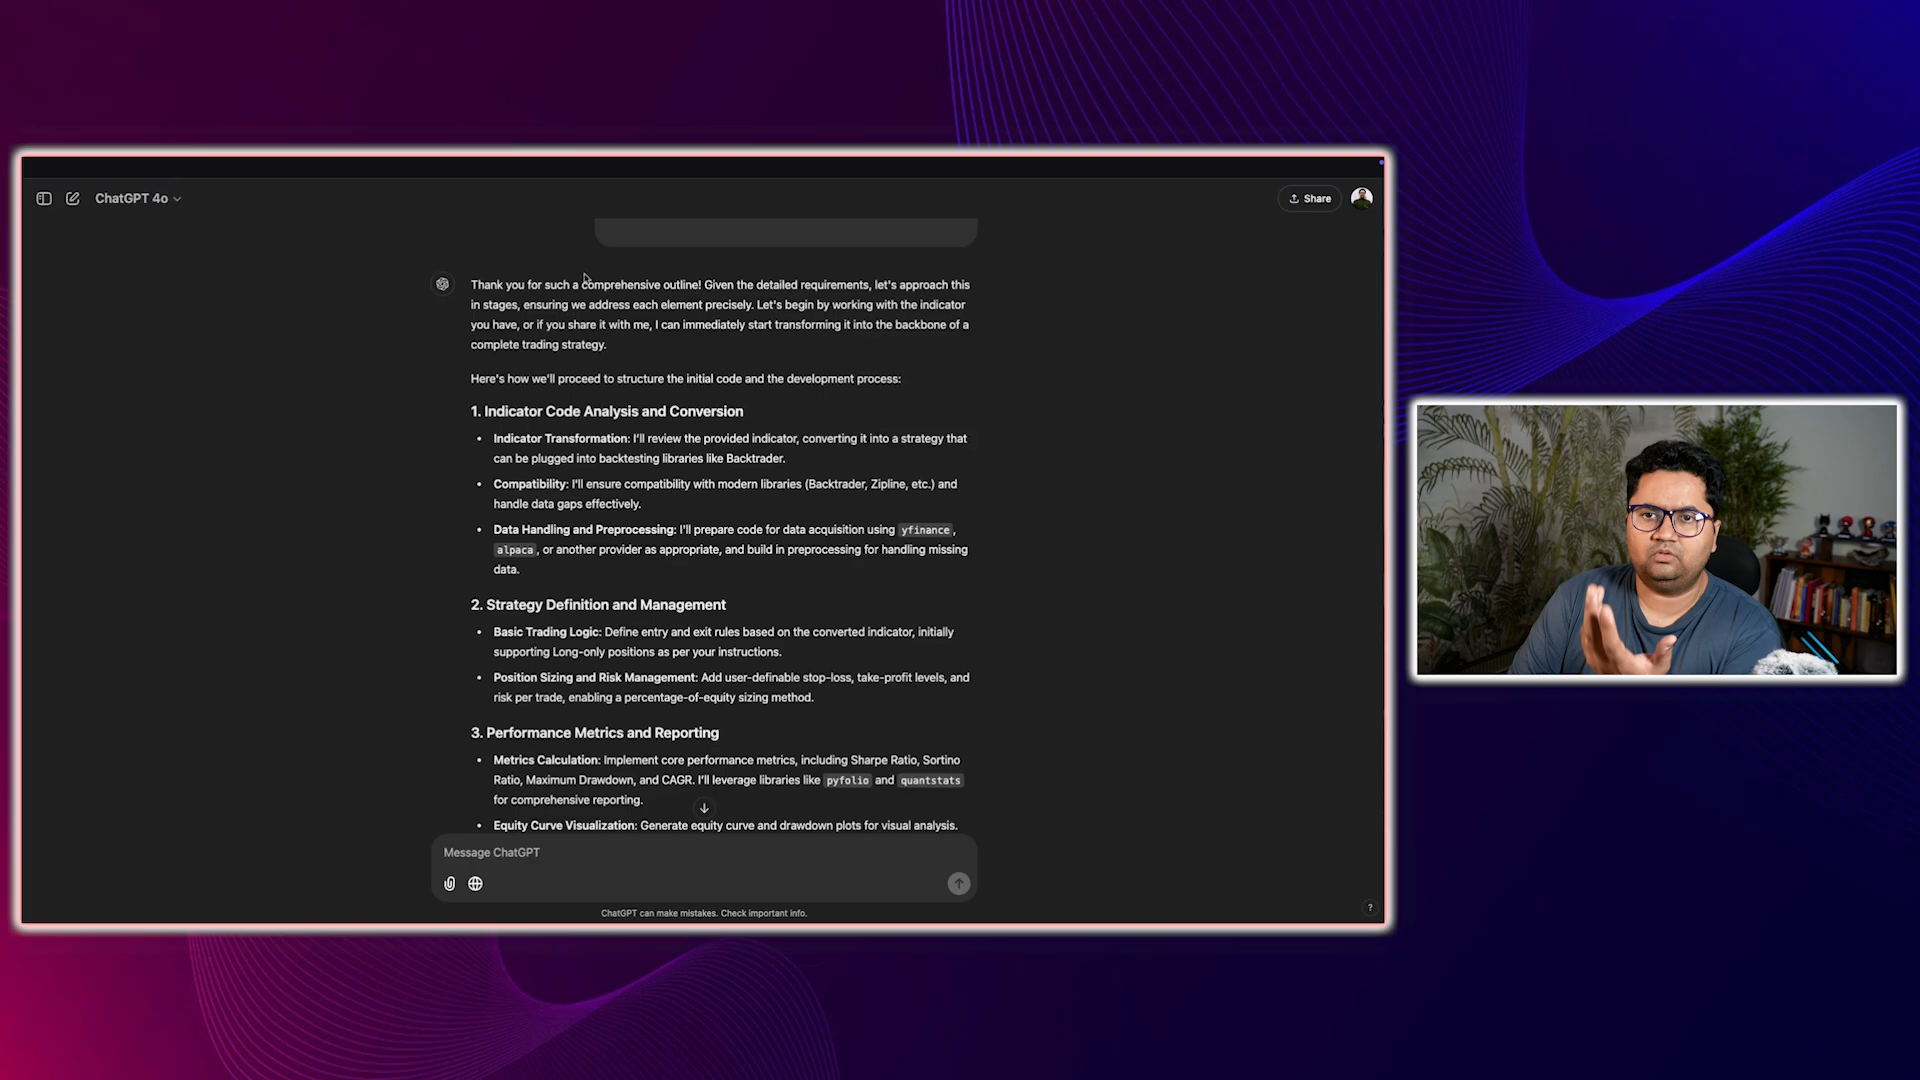 ChatGPT 4o
Share
Thank you for such a comprehensive outline! Given the detailed requirements, let's approach this
in stages, ensuring we address each element precisely. Let's begin by working with the indicator
you have, or if you share it with me, I can immediately start transforming it into the backbone of a
complete trading strategy.
Here's how we'll proceed to structure the initial code and the development process:
1. Indicator Code Analysis and Conversion
• Indicator Transformation: I'll review the provided indicator, converting it into a strategy that
can be plugged into backtesting libraries like Backtrader.
• Compatibility: I'll ensure compatibility with modern libraries (Backtrader, Zipline, etc.) and
handle data gaps effectively.
• Data Handling and Preprocessing: I'll prepare code for data acquisition using yfinance,
alpaca, or another provider as appropriate, and build in preprocessing for handling missing
data.
2. Strategy Definition and Management
• Basic Trading Logic: Define entry and exit rules based on the converted indicator, initially
supporting Long-only positions as per your instructions.
• Position Sizing and Risk Management: Add user-definable stop-loss, take-profit levels, and
risk per trade, enabling a percentage-of-equity sizing method.
3. Performance Metrics and Reporting
• Metrics Calculation: Implement core performance metrics, including Sharpe Ratio, Sortino
Ratio, Maximum Drawdown, and CAGR. I'll leverage libraries like pyfolio and quantstats
for comprehensive reporting.
• Equity Curve Visualization: Generate equity curve and drawdown plots for visual analysis.
Message ChatGPT
ChatGPT can make mistakes. Check important info.
?